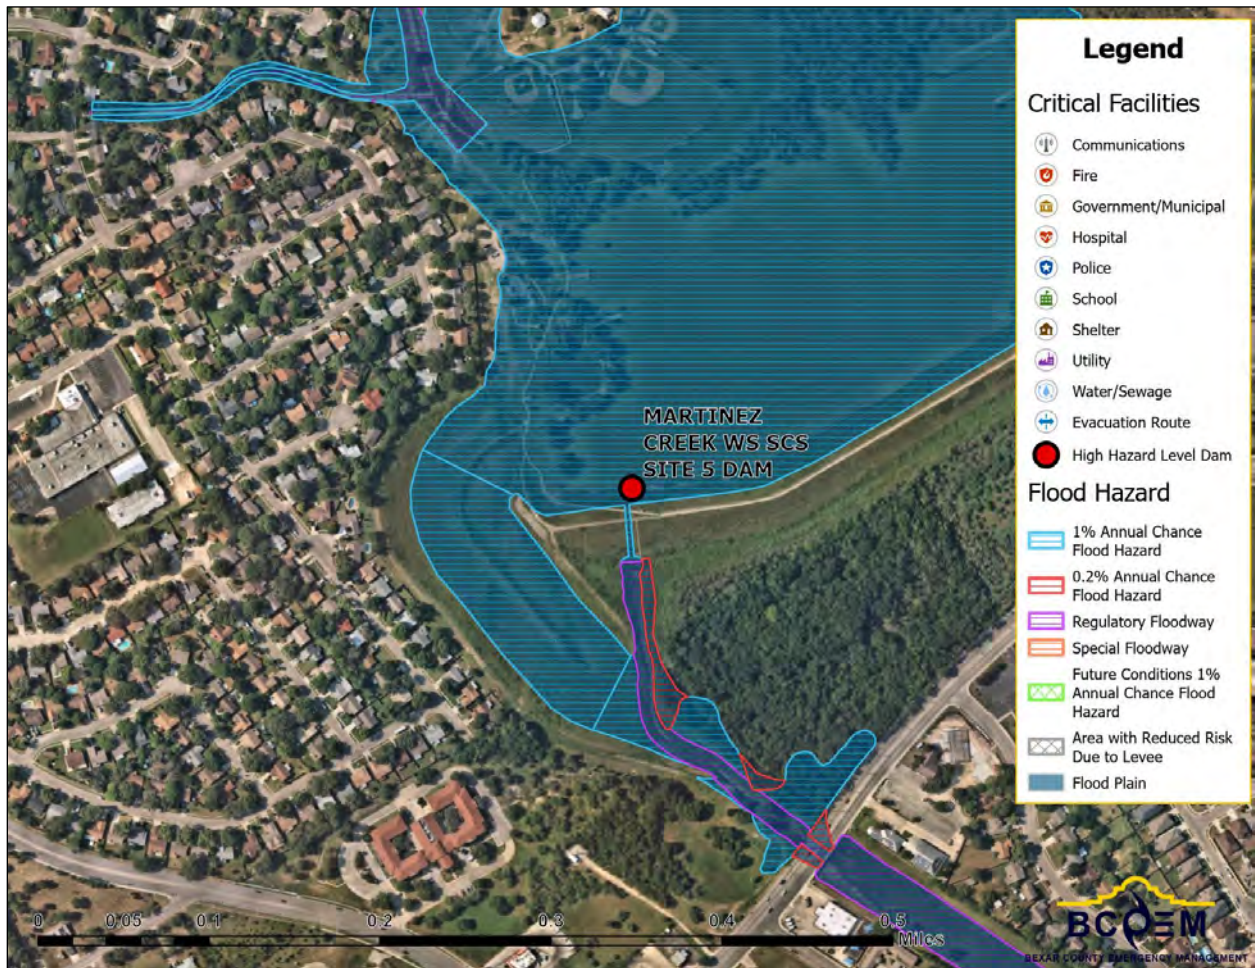 Legend
Critical Facilities
Communications
Fire
Government/Municipal
Hospital
Police
School
Shelter
Utility
Water/Sewage
Evacuation Route
High Hazard Level Dam
Flood Hazard
1% Annual Chance
Flood Hazard
0.2% Annual Chance
Flood Hazard
Regulatory Floodway
Special Floodway
Future Conditions 1%
Annual Chance Flood
Hazard
Area with Reduced Risk
Due to Levee
Flood Plain
MARTINEZ
CREEK WS SCS
SITE 5 DAM
0 0.05 0.1 0.2 0.3 0.4 0.5
Miles
BCOEM
BEXAR COUNTY EMERGENCY MANAGEMENT